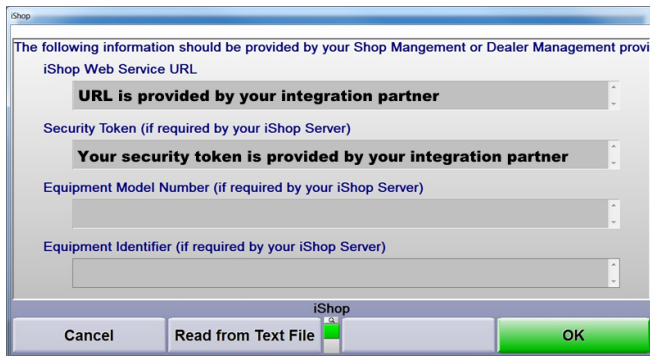 iShop
The following information should be provided by your Shop Mangement or Dealer Management provi
iShop Web Service URL
URL is provided by your integration partner
Security Token (if required by your iShop Server)
Your security token is provided by your integration partner
Equipment Model Number (if required by your iShop Server)
Equipment Identifier (if required by your iShop Server)
iShop
Cancel
Read from Text File
OK